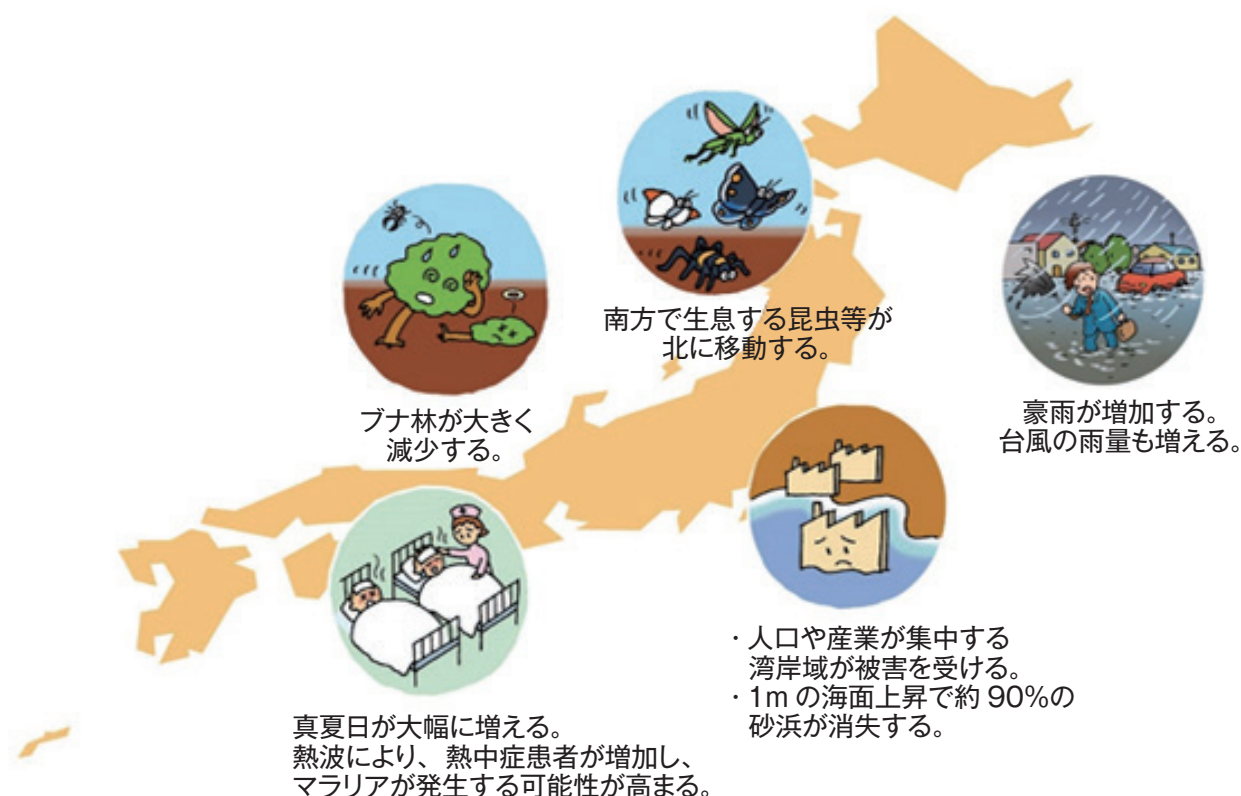 南方で生息する昆虫等が
北に移動する。
ブナ林が大きく
減少する。
豪雨が増加する。
台風の雨量も増える。
・人口や産業が集中する
湾岸域が被害を受ける。
・1mの海面上昇で約90%の
砂浜が消失する。
真夏日が大幅に増える。
熱波により、熱中症患者が増加し、
マラリアが発生する可能性が高まる。